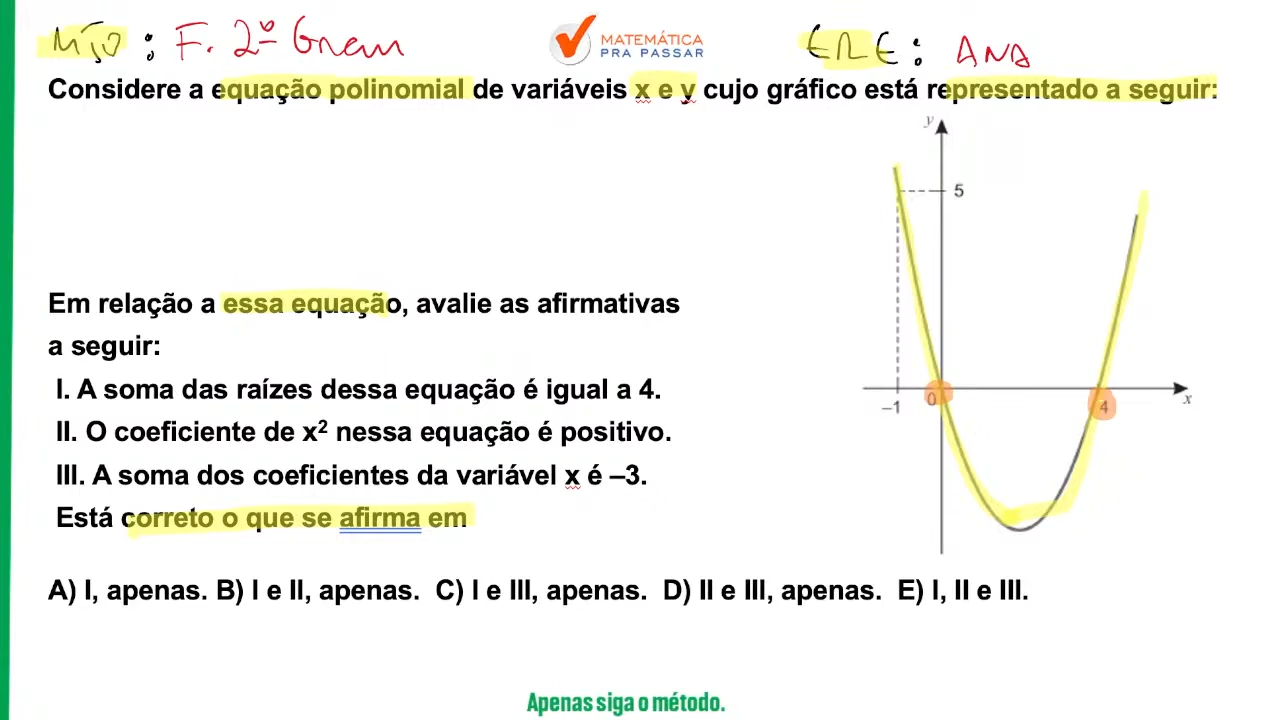 MÇO : F. 2º Grau
MATEMÁTICA
PRA PASSAR
ERE : ANA
Considere a equação polinomial de variáveis x e y cujo gráfico está representado a seguir:
y
5
–1
0
4
x
Em relação a essa equação, avalie as afirmativas
a seguir:
I. A soma das raízes dessa equação é igual a 4.
II. O coeficiente de x² nessa equação é positivo.
III. A soma dos coeficientes da variável x é –3.
Está correto o que se afirma em
A) I, apenas. B) I e II, apenas. C) I e III, apenas. D) II e III, apenas. E) I, II e III.
Apenas siga o método.